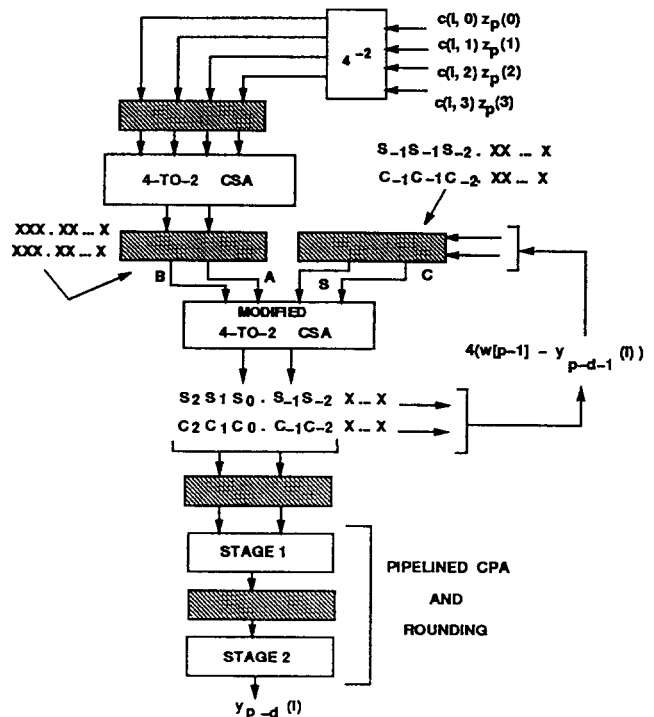 c(l, 0) z_p(0)
c(l, 1) z_p(1)
c(l, 2) z_p(2)
c(l, 3) z_p(3)
4^-2
S_-1 S_-1 S_-2 . XX ... X
C_-1 C_-1 C_-2. XX ... X
4-TO-2 CSA
XXX . XX ... X
XXX . XX ... X
B A S C
MODIFIED
4-TO-2 CSA
4(w[p-1] - y_p-d-1 (l) )
S_2 S_1 S_0 . S_-1 S_-2 X ... X
C_2 C_1 C_0 . C_-1 C_-2 X ... X
STAGE 1
PIPELINED CPA
AND
ROUNDING
STAGE 2
y_p-d (l)